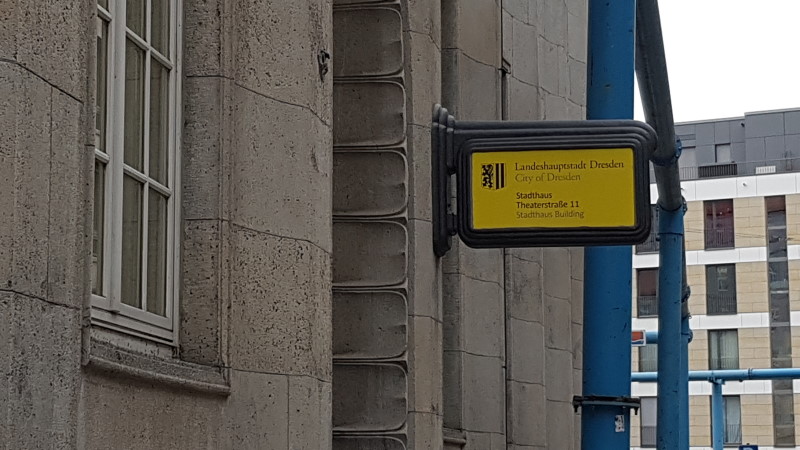 Landeshauptstadt Dresden
City of Dresden
Stadthaus
Theaterstraße 11
Stadthaus Building